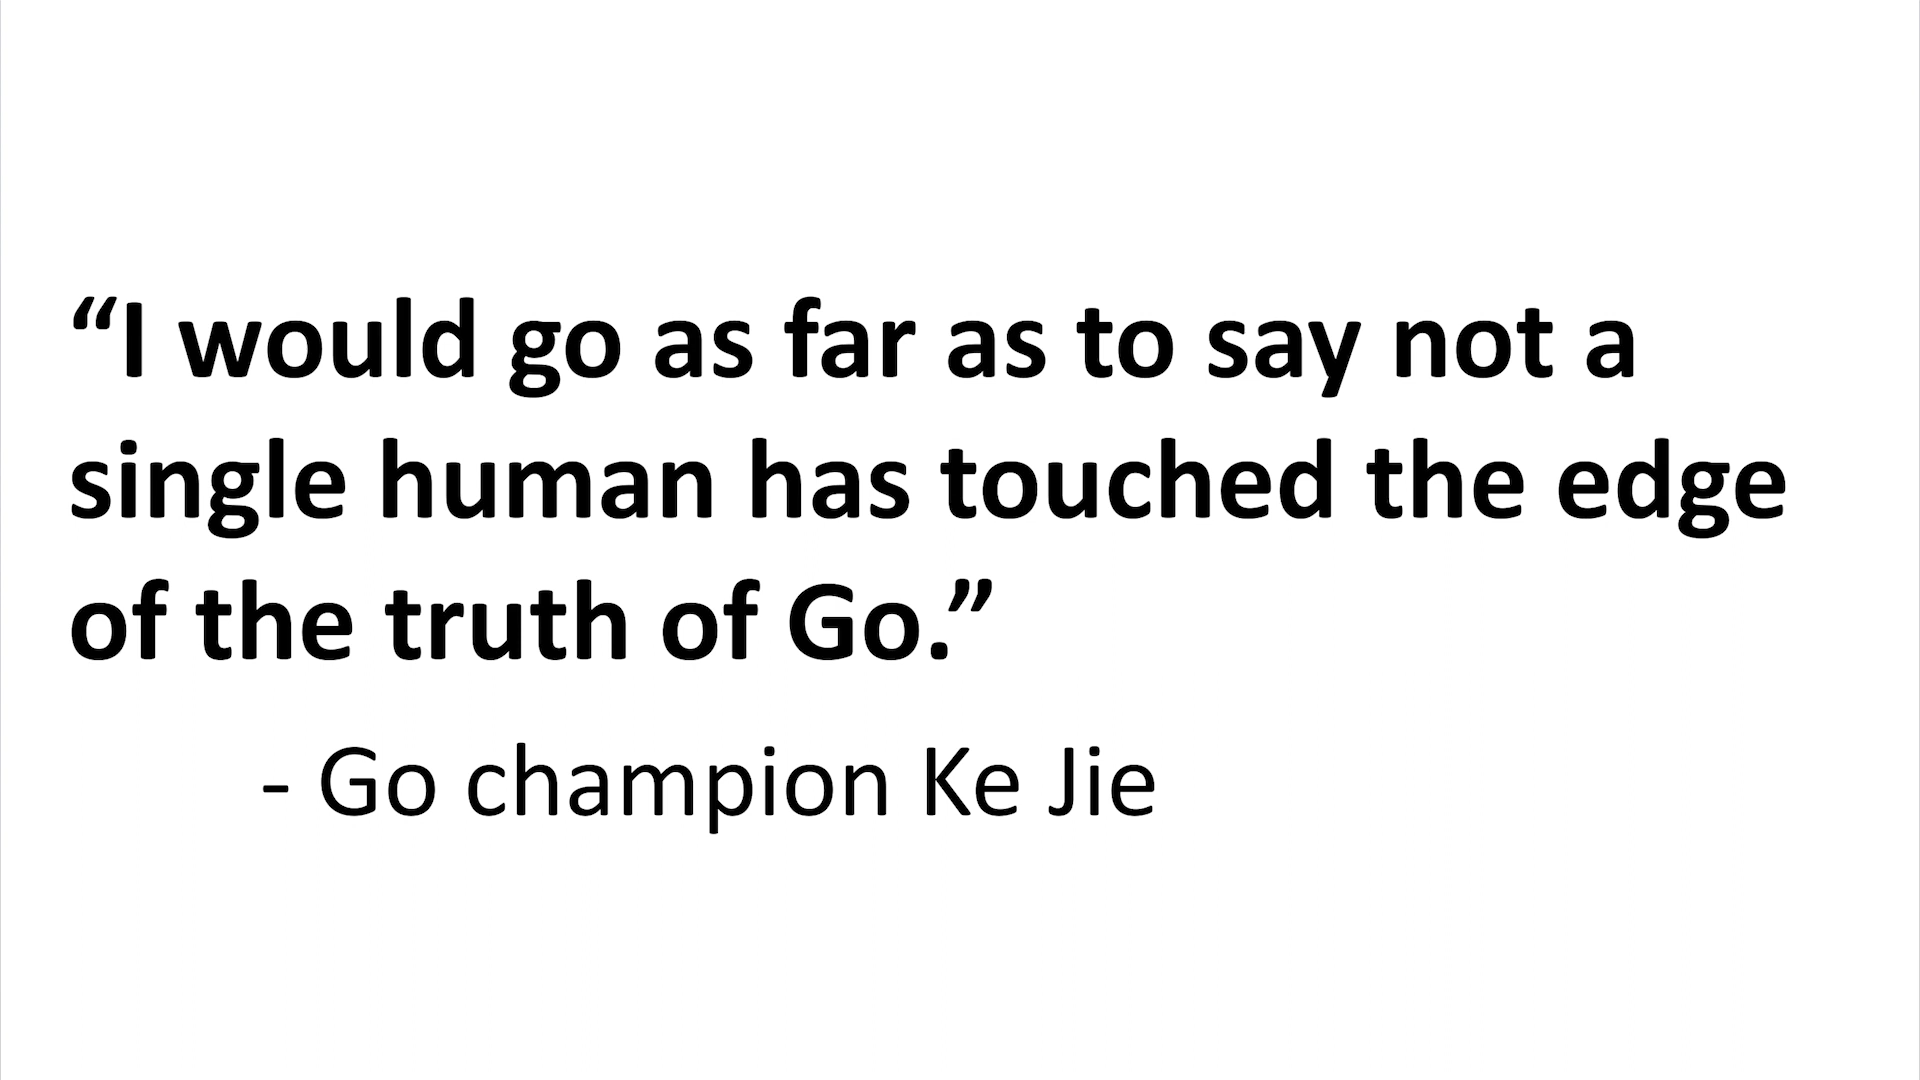 “I would go as far as to say not a
single human has touched the edge
of the truth of Go.”
- Go champion Ke Jie